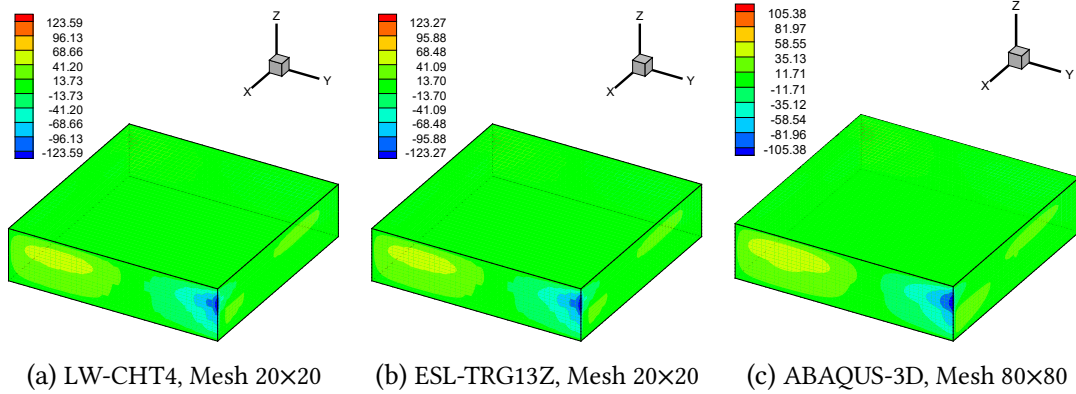 123.59
96.13
68.66
41.20
13.73
-13.73
-41.20
-68.66
-96.13
-123.59
Z
Y
X
123.27
95.88
68.48
41.09
13.70
-13.70
-41.09
-68.48
-95.88
-123.27
Z
Y
X
105.38
81.97
58.55
35.13
11.71
-11.71
-35.12
-58.54
-81.96
-105.38
Z
Y
X
(a) LW-CHT4, Mesh 20×20
(b) ESL-TRG13Z, Mesh 20×20
(c) ABAQUS-3D, Mesh 80×80